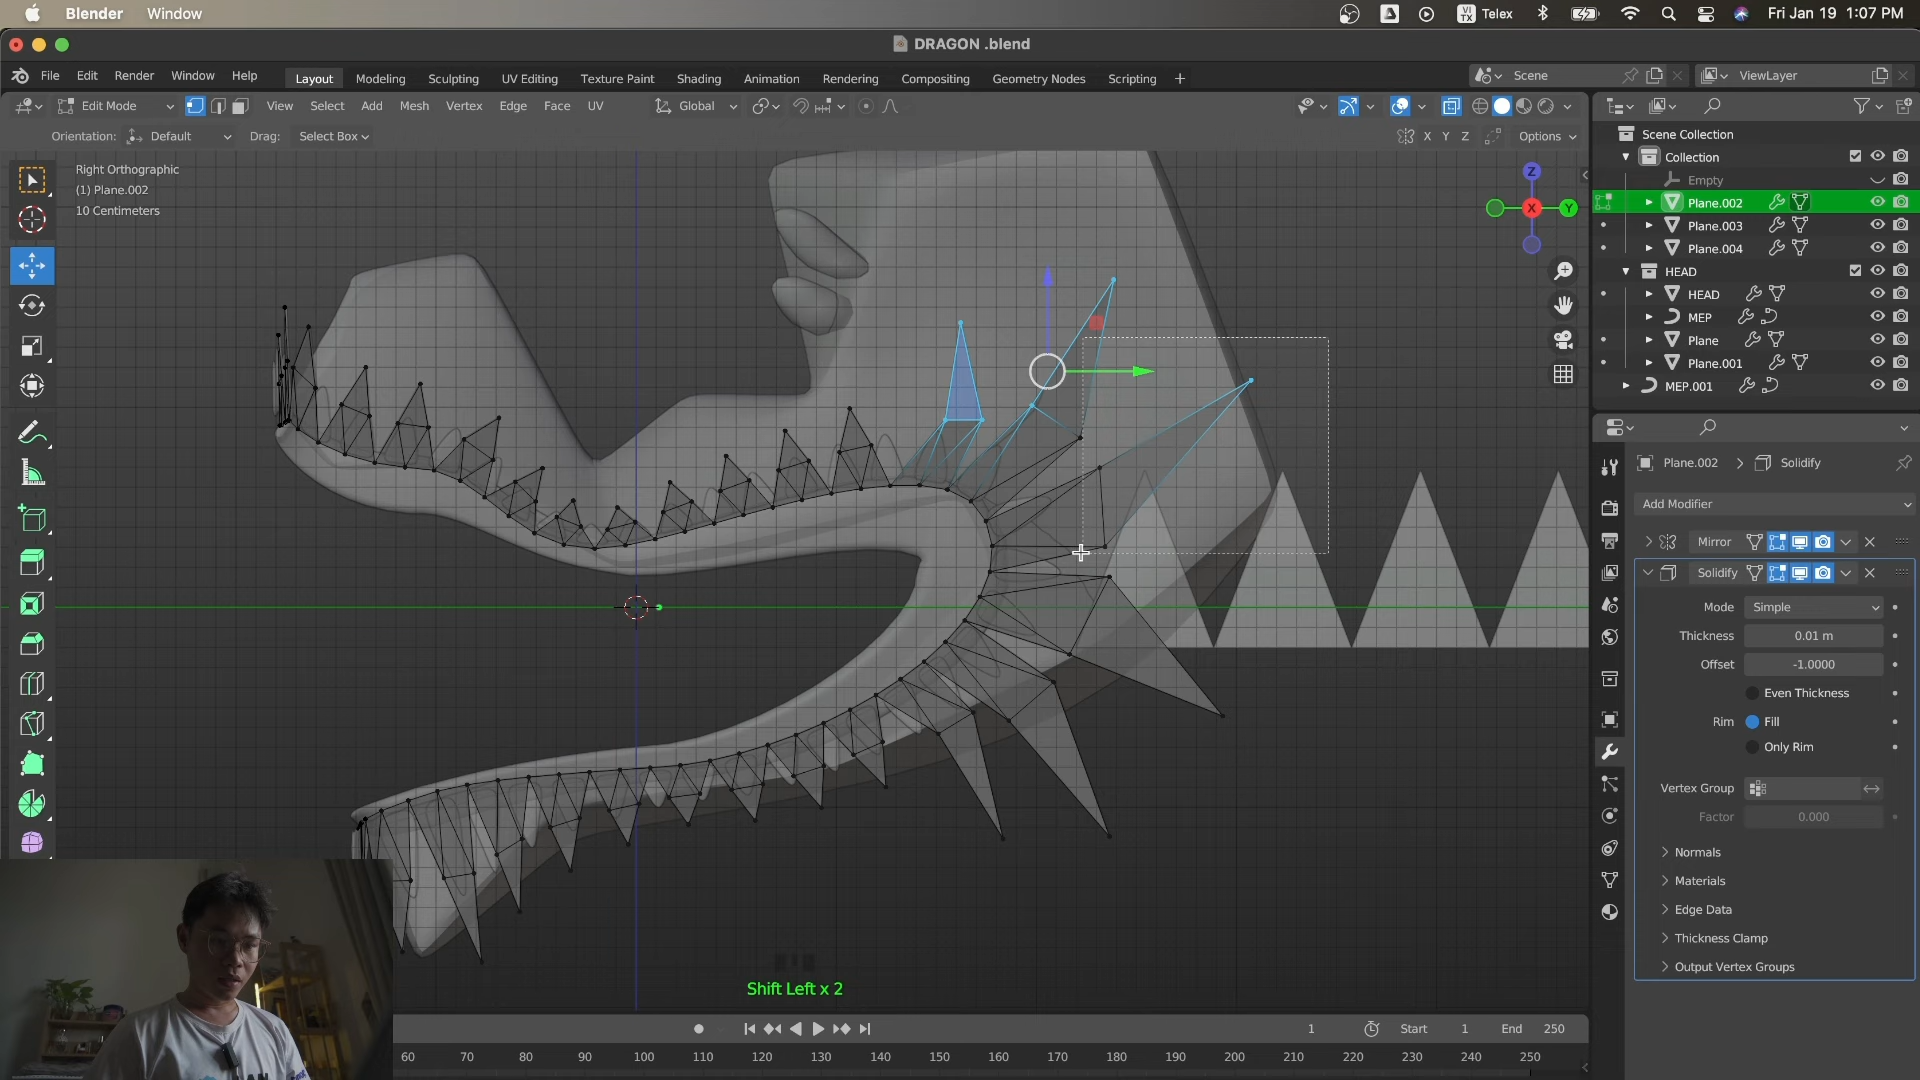 Blender Window
Telex Fri Jan 19 1:07 PM
DRAGON .blend
File Edit Render Window Help Layout Modeling Sculpting UV Editing Texture Paint Shading Animation Rendering Compositing Geometry Nodes Scripting + Scene ViewLayer
Edit Mode View Select Add Mesh Vertex Edge Face UV Global
Orientation: Default Drag: Select Box X Y Z Options
Right Orthographic
(1) Plane.002
10 Centimeters
Z
X
Y
Scene Collection
Collection
Empty
Plane.002
Plane.003
Plane.004
HEAD
HEAD
MEP
Plane
Plane.001
MEP.001
Plane.002 > Solidify
Add Modifier
Mirror
Solidify
Mode Simple
Thickness 0.01 m
Offset -1.0000
Even Thickness
Rim Fill
Only Rim
Vertex Group
Factor 0.000
Normals
Materials
Edge Data
Thickness Clamp
Output Vertex Groups
Shift Left x 2
1 Start 1 End 250
60 70 80 90 100 110 120 130 140 150 160 170 180 190 200 210 220 230 240 250